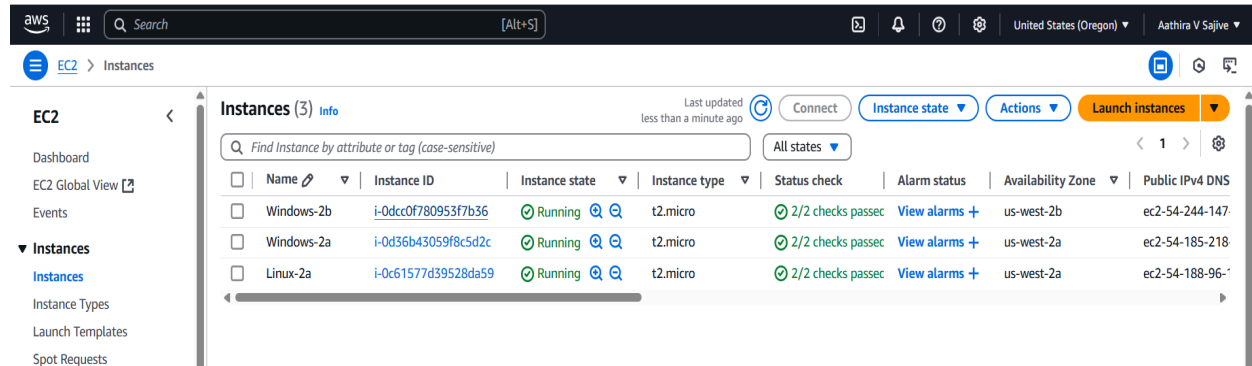 aws Search [Alt+S] United States (Oregon) Aathira V Sajive
EC2 > Instances
EC2
Dashboard
EC2 Global View
Events
Instances
Instances
Instance Types
Launch Templates
Spot Requests
Instances (3) Info
Last updated
less than a minute ago
Connect Instance state Actions Launch instances
Find Instance by attribute or tag (case-sensitive) All states 1
Name Instance ID Instance state Instance type Status check Alarm status Availability Zone Public IPv4 DNS
Windows-2b i-0dcc0f780953f7b36 Running t2.micro 2/2 checks passec View alarms + us-west-2b ec2-54-244-147-
Windows-2a i-0d36b43059f8c5d2c Running t2.micro 2/2 checks passec View alarms + us-west-2a ec2-54-185-218-
Linux-2a i-0c61577d39528da59 Running t2.micro 2/2 checks passec View alarms + us-west-2a ec2-54-188-96-1